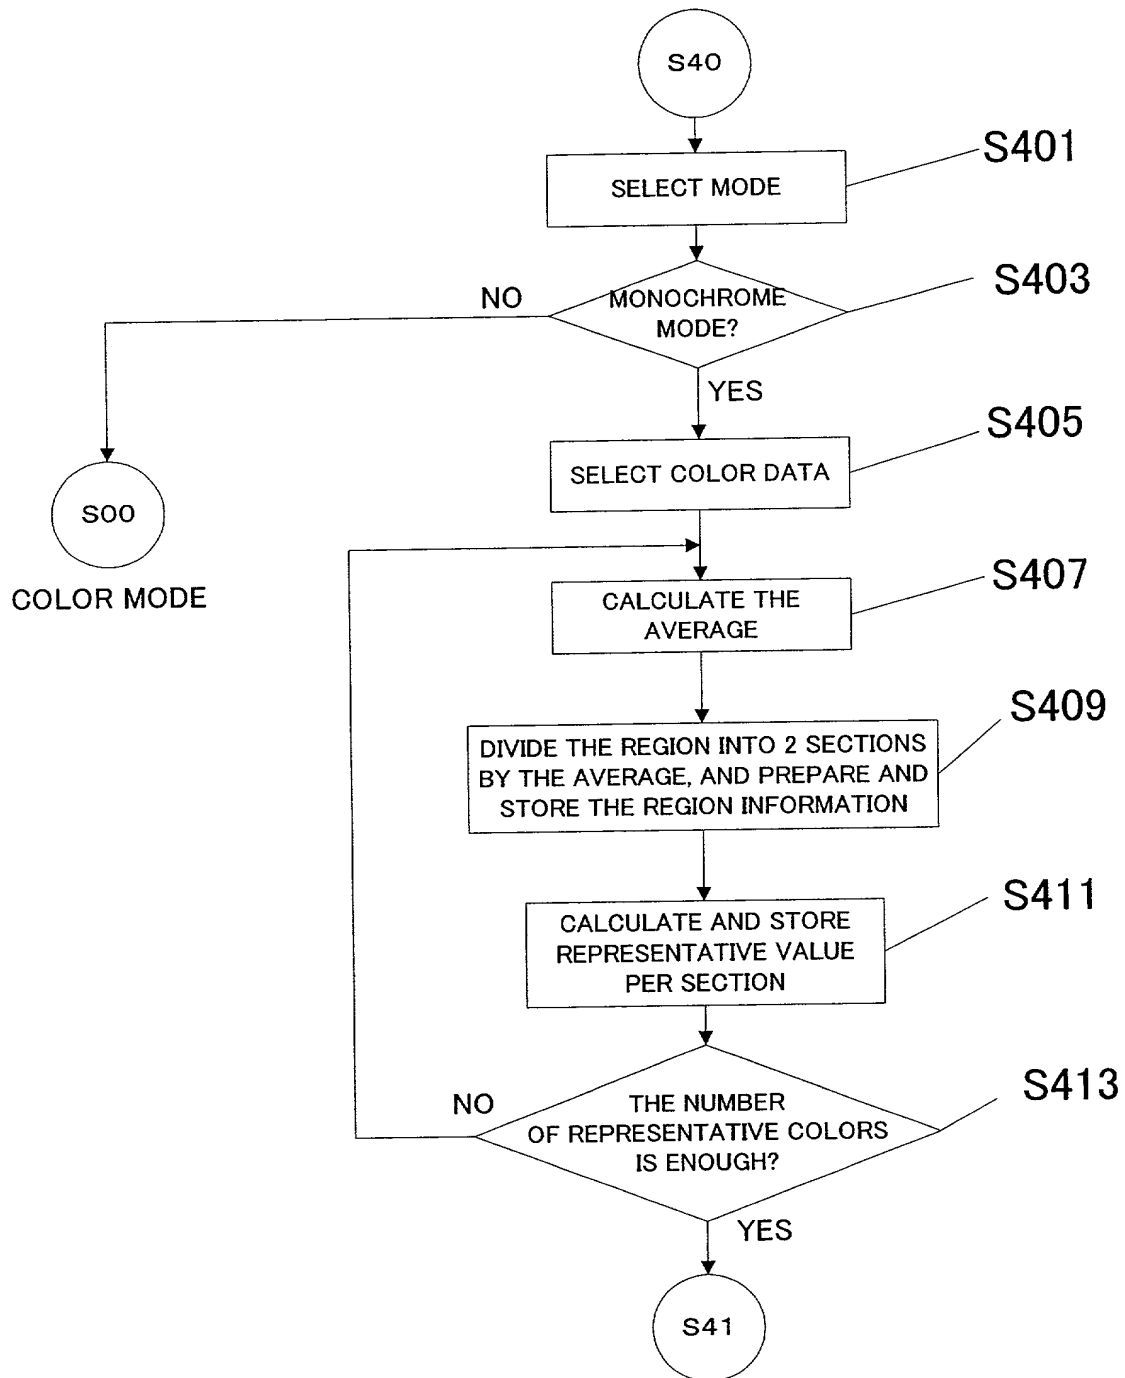 S40
SELECT MODE
S401
NO
MONOCHROME
MODE?
S403
YES
SELECT COLOR DATA
S405
S00
COLOR MODE
CALCULATE THE
AVERAGE
S407
DIVIDE THE REGION INTO 2 SECTIONS
BY THE AVERAGE, AND PREPARE AND
STORE THE REGION INFORMATION
S409
CALCULATE AND STORE
REPRESENTATIVE VALUE
PER SECTION
S411
NO
THE NUMBER
OF REPRESENTATIVE COLORS
IS ENOUGH?
S413
YES
S41